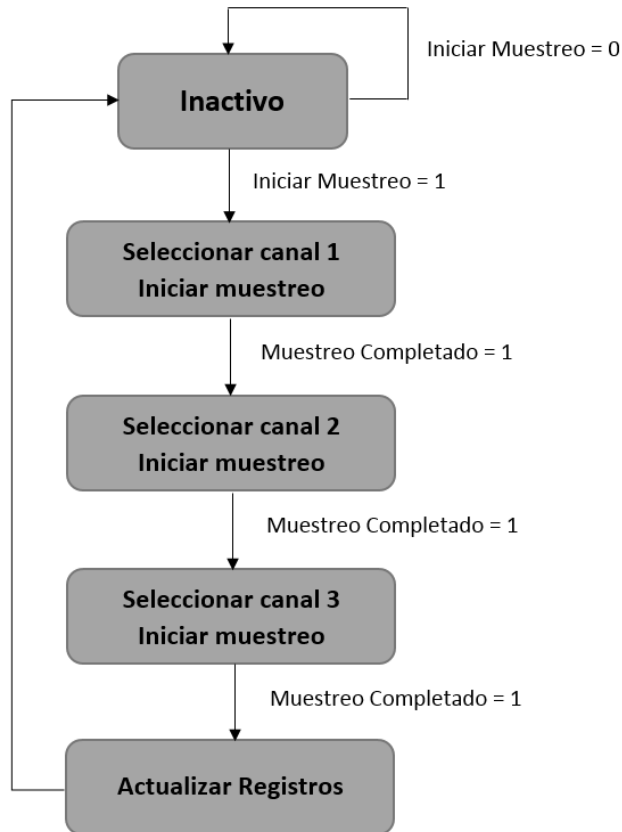 Iniciar Muestreo = 0
Inactivo
Iniciar Muestreo = 1
Seleccionar canal 1
Iniciar muestreo
Muestreo Completado = 1
Seleccionar canal 2
Iniciar muestreo
Muestreo Completado = 1
Seleccionar canal 3
Iniciar muestreo
Muestreo Completado = 1
Actualizar Registros